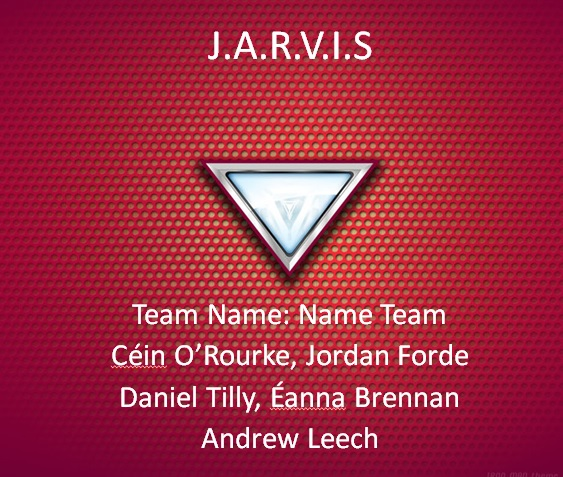 J.A.R.V.I.S
Team Name: Name Team
Céin O’Rourke, Jordan Forde
Daniel Tilly, Éanna Brennan
Andrew Leech